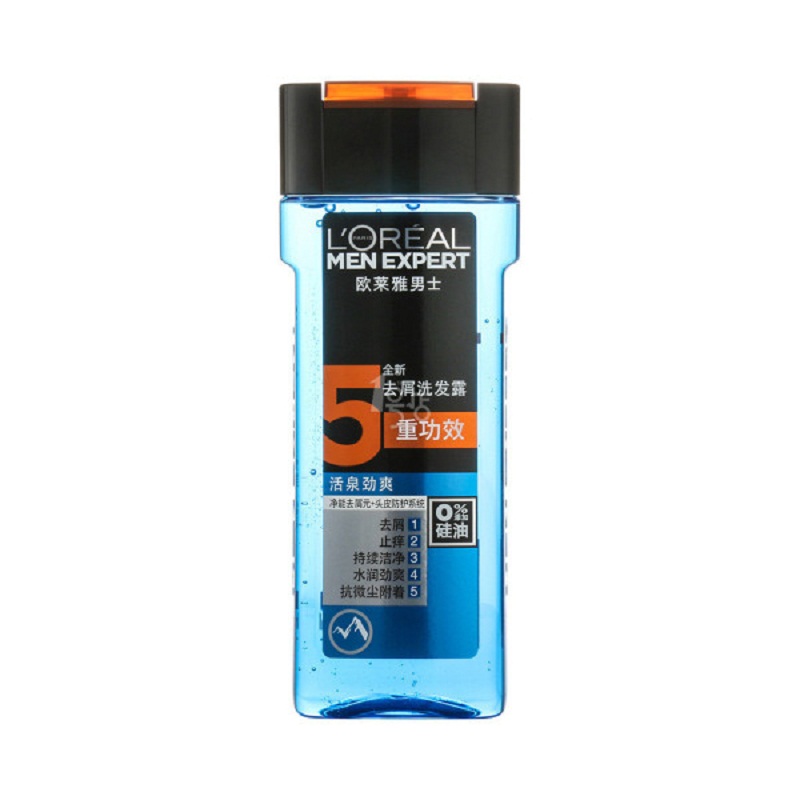 L'ORÉAL
PARIS
MEN EXPERT
欧莱雅男士
全新
5
去屑洗发露
重功效
活泉劲爽
净能去屑元+头皮防护系统
0%
添加
硅油
去屑 1
止痒 2
持续洁净 3
水润劲爽 4
抗微尘附着 5